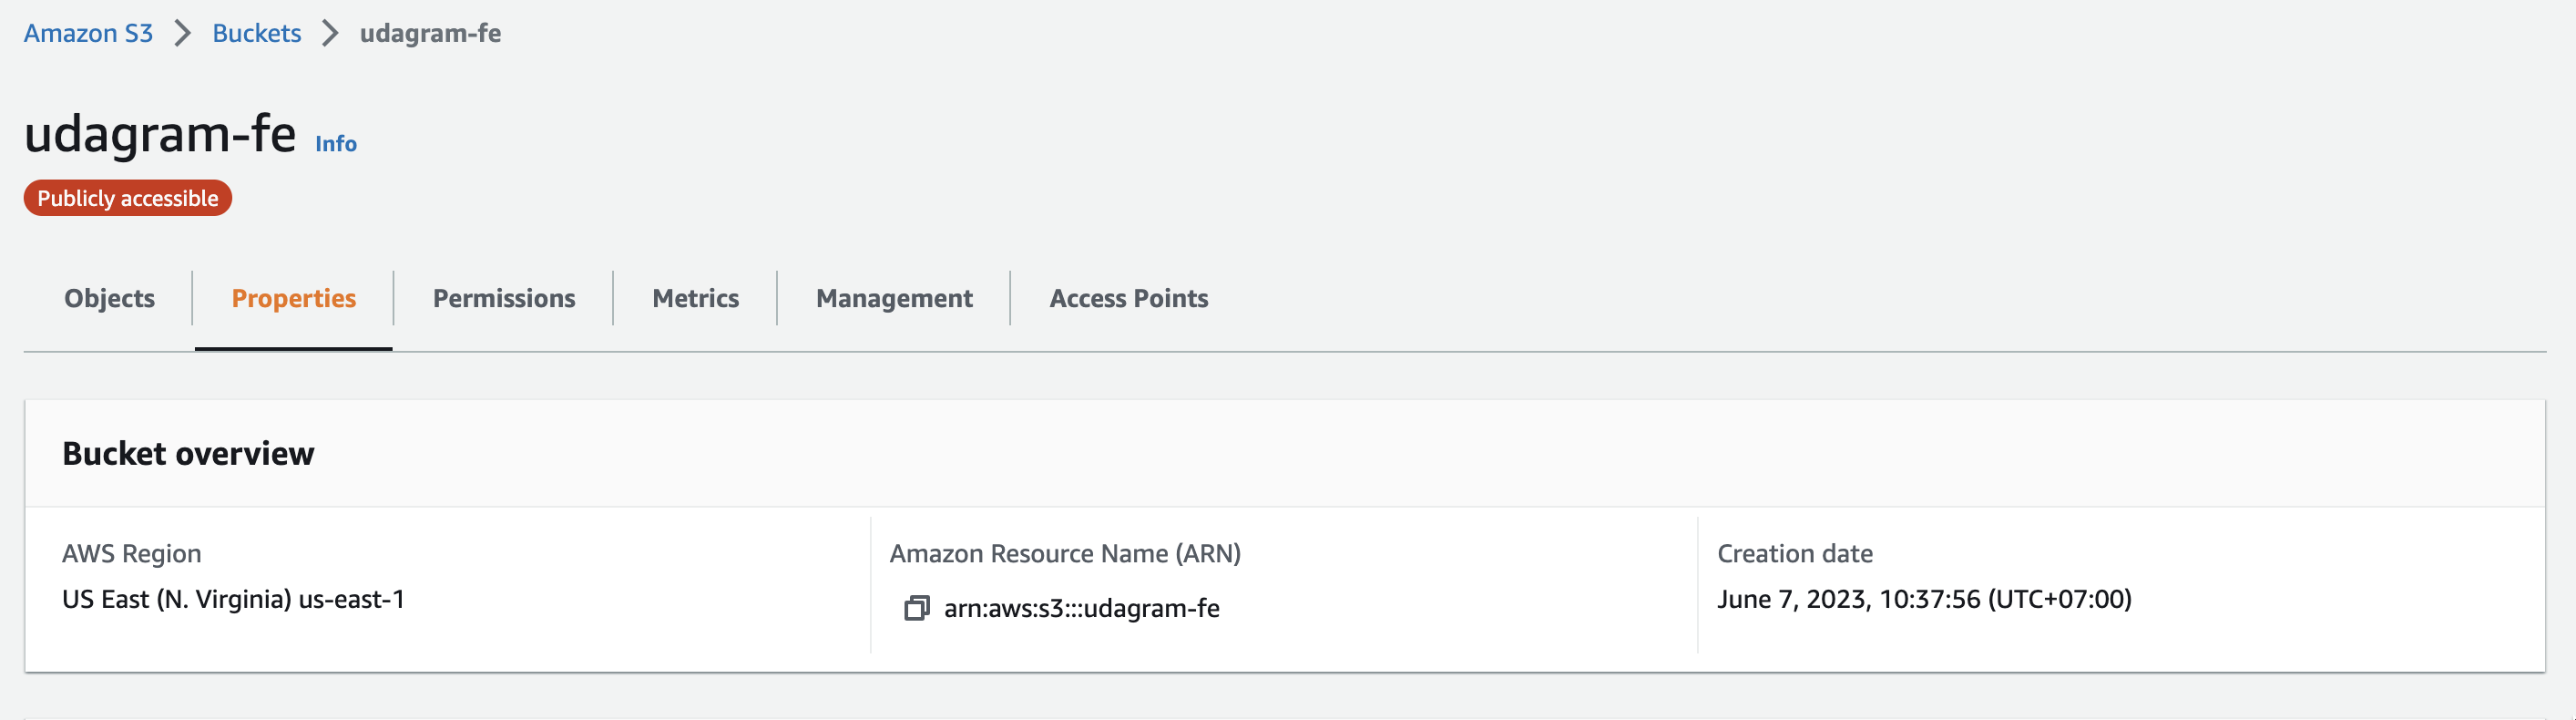 Amazon S3 Buckets udagram-fe
udagram-fe Info
Publicly accessible
Objects Properties Permissions Metrics Management Access Points
Bucket overview
AWS Region
US East (N. Virginia) us-east-1
Amazon Resource Name (ARN)
arn:aws:s3:::udagram-fe
Creation date
June 7, 2023, 10:37:56 (UTC+07:00)